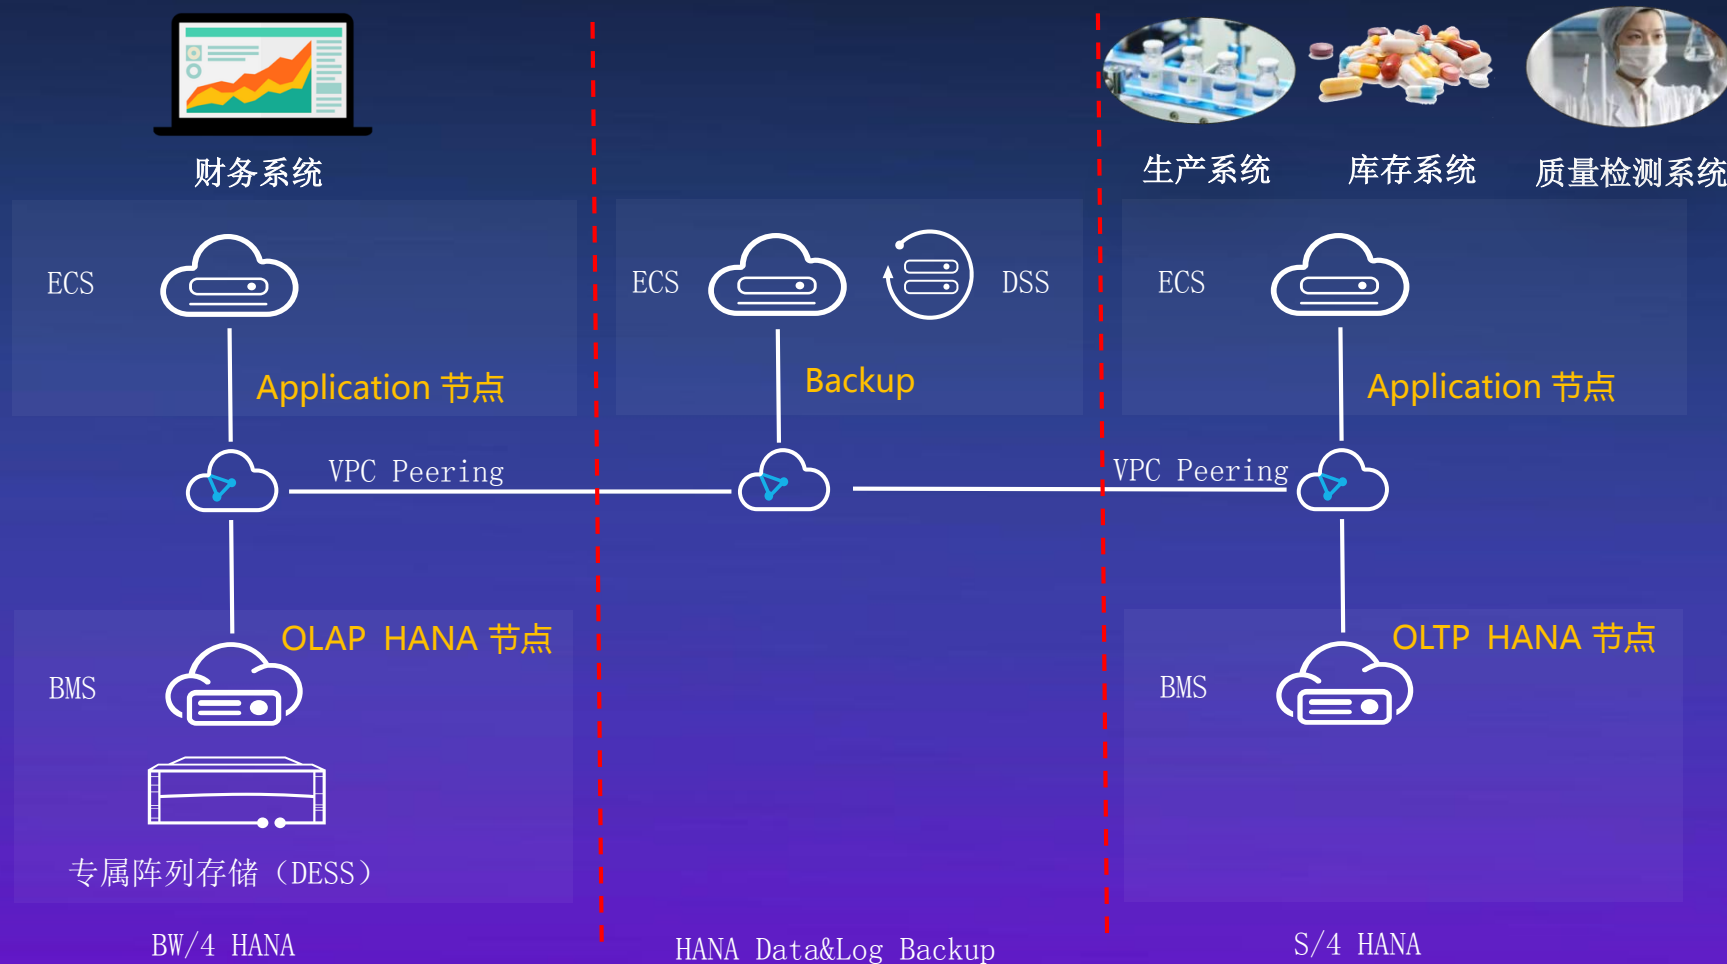 财务系统
生产系统
库存系统
质量检测系统
ECS
ECS
DSS
ECS
Application 节点
Backup
Application 节点
VPC Peering
VPC Peering
OLAP HANA 节点
OLTP HANA 节点
BMS
BMS
专属阵列存储（DESS）
BW/4 HANA
HANA Data&Log Backup
S/4 HANA